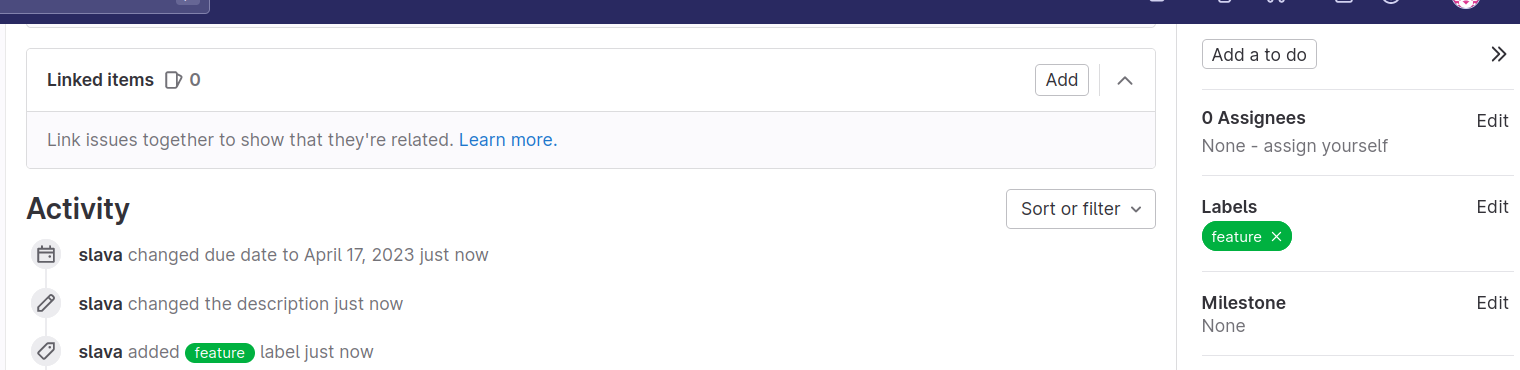 Linked items 0
Add
Link issues together to show that they're related. Learn more.
Activity
Sort or filter
slava changed due date to April 17, 2023 just now
slava changed the description just now
slava added feature label just now
Add a to do
0 Assignees
Edit
None - assign yourself
Labels
Edit
feature
Milestone
Edit
None